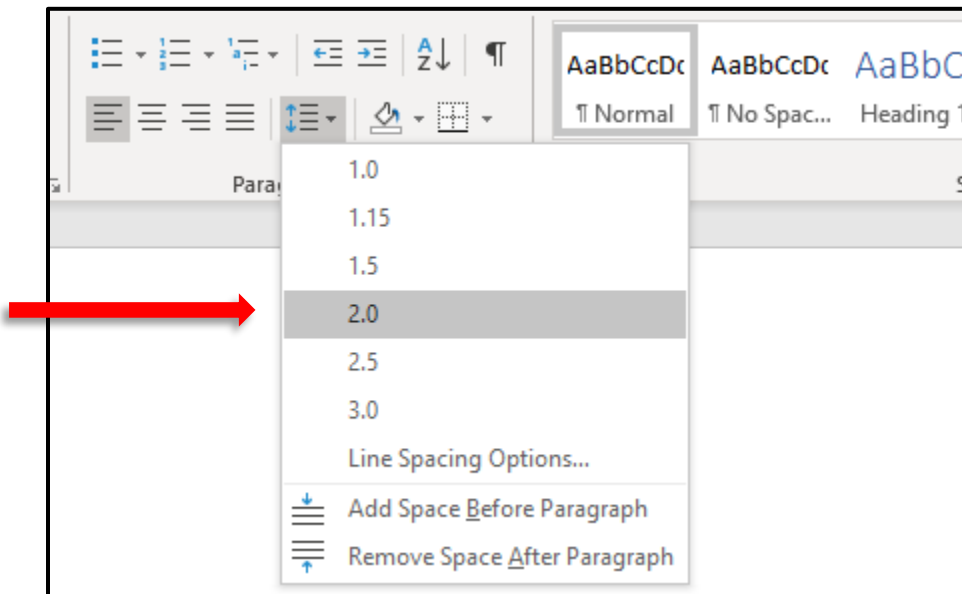 AaBbCcDc AaBbCcDc AaBbC
¶ Normal ¶ No Spac... Heading 1
Para
1.0
1.15
1.5
2.0
2.5
3.0
Line Spacing Options...
Add Space Before Paragraph
Remove Space After Paragraph